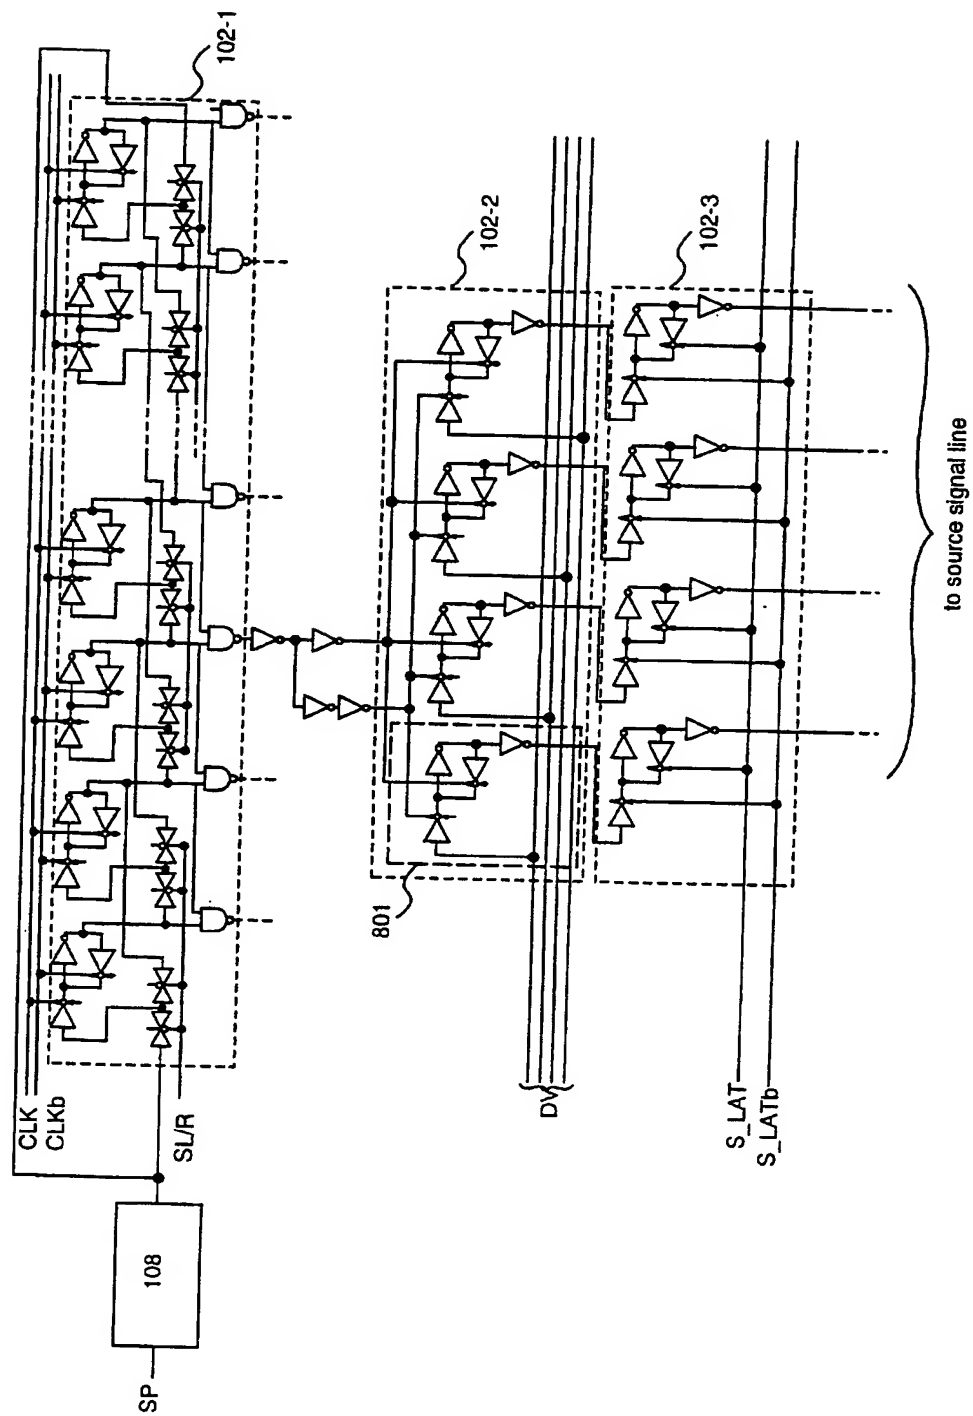 102-1
CLK
CLKb
SL/R
108
SP
102-2
801
DV
102-3
S_LAT
S_LATb
to source signal line